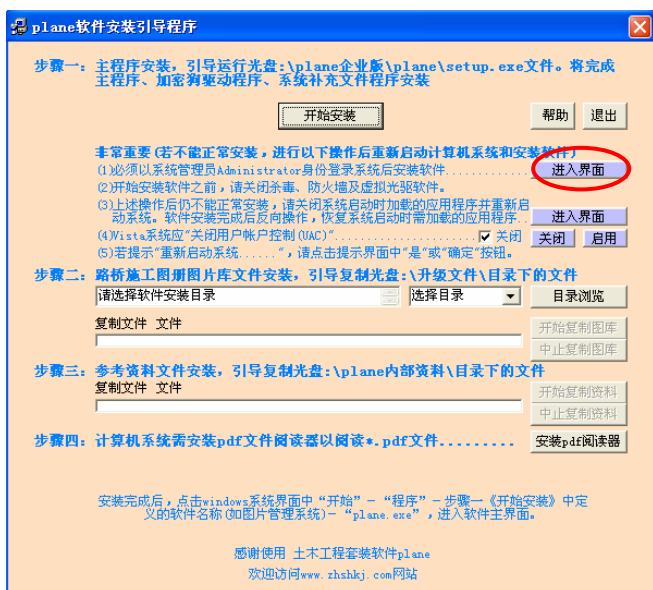 plane软件安装引导程序
步骤一: 主程序安装，引导运行光盘:\plane企业版\plane\setup.exe文件。将完成
主程序、加密狗驱动程序、系统补充文件程序安装
开始安装 帮助 退出
非常重要(若不能正常安装，进行以下操作后重新启动计算机系统和安装软件)
(1)必须以系统管理员Administrator身份登录系统后安装软件............. 进入界面
(2)开始安装软件之前，请关闭杀毒、防火墙及虚拟光驱软件。
(3)上述操作后仍不能正常安装，请关闭系统启动时加载的应用程序并重新启
动系统。软件安装完成后反向操作，恢复系统启动时需加载的应用程序.. 进入界面
(4)Vista系统应"关闭用户帐户控制(UAC)"...................... 关闭 关闭 启用
(5)若提示"重新启动系统......"，请点击提示界面中"是"或"确定"按钮。
步骤二: 路桥施工图册图片库文件安装，引导复制光盘:\升级文件\目录下的文件
请选择软件安装目录 选择目录 目录浏览
复制文件 文件 开始复制图库
中止复制图库
步骤三: 参考资料文件安装，引导复制光盘:\plane内部资料\目录下的文件
复制文件 文件 开始复制资料
中止复制资料
步骤四: 计算机系统需安装pdf文件阅读器以阅读*.pdf文件......... 安装pdf阅读器
安装完成后，点击windows系统界面中“开始”－“程序”－步骤一《开始安装》中定
义的软件名称(如图片管理系统)－“plane.exe”，进入软件主界面。
感谢使用 土木工程套装软件plane
欢迎访问www.zhshkj.com网站